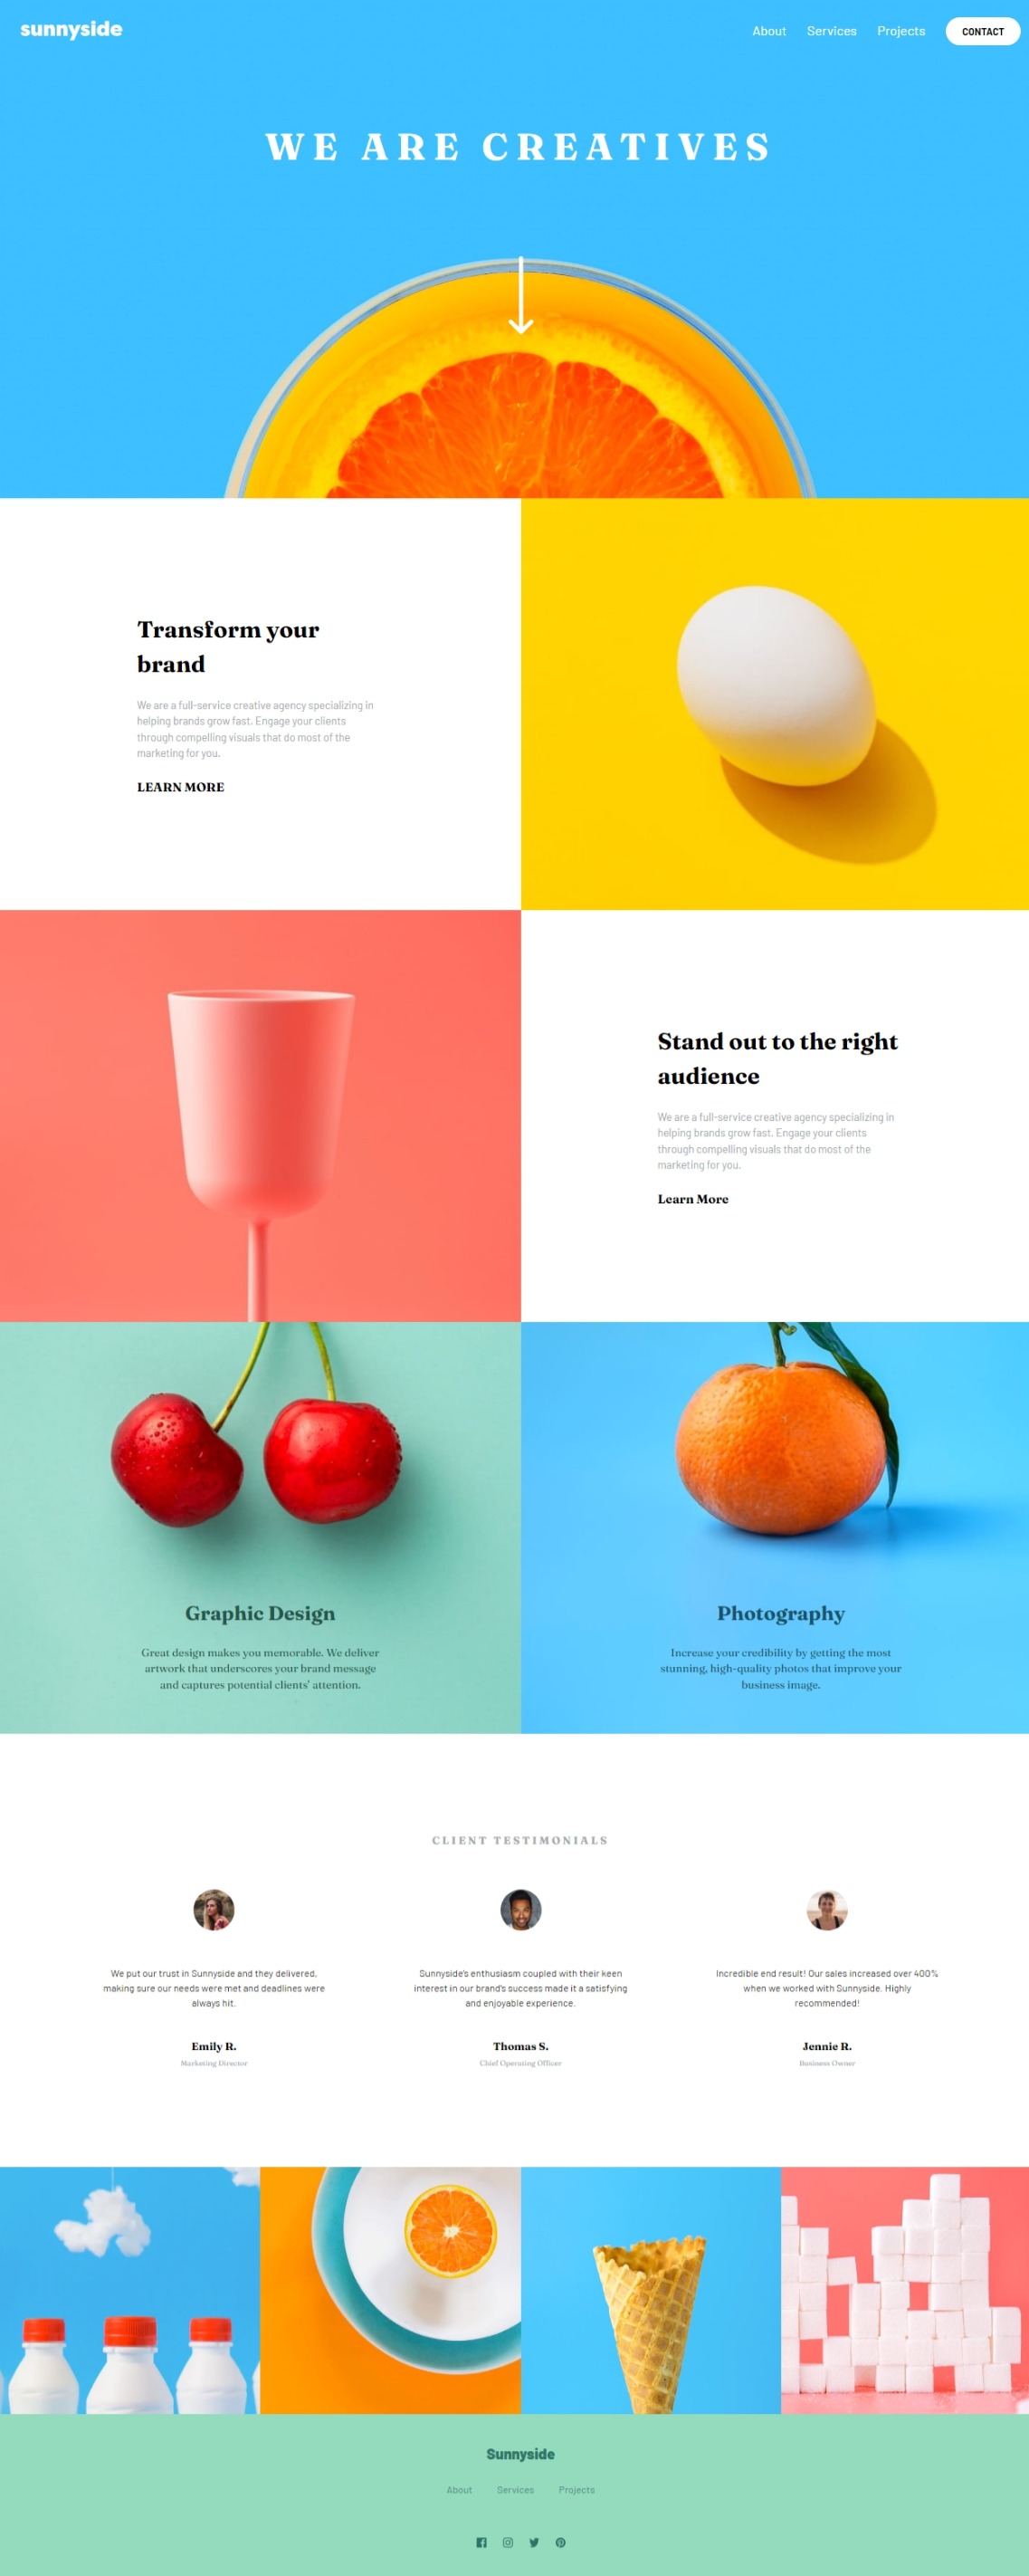 sunnyside
About Services Projects CONTACT
WE ARE CREATIVES
Transform your
brand
We are a full-service creative agency specializing in
helping brands grow fast. Engage your clients
through compelling visuals that do most of the
marketing for you.
LEARN MORE
Stand out to the right
audience
We are a full-service creative agency specializing in
helping brands grow fast. Engage your clients
through compelling visuals that do most of the
marketing for you.
Learn More
Graphic Design
Great design makes you memorable. We deliver
artwork that underscores your brand message
and captures potential clients' attention.
Photography
Increase your credibility by getting the most
stunning, high-quality photos that improve your
business image.
CLIENT TESTIMONIALS
We put our trust in Sunnyside and they delivered,
making sure our needs were met and deadlines were
always hit.
Emily R.
Marketing Director
Sunnyside's enthusiasm coupled with their keen
interest in our brand's success made it a satisfying
and enjoyable experience.
Thomas S.
Chief Operating Officer
Incredible end result! Our sales increased over 400%
when we worked with Sunnyside. Highly
recommended!
Jennie R.
Business Owner
Sunnyside
About Services Projects